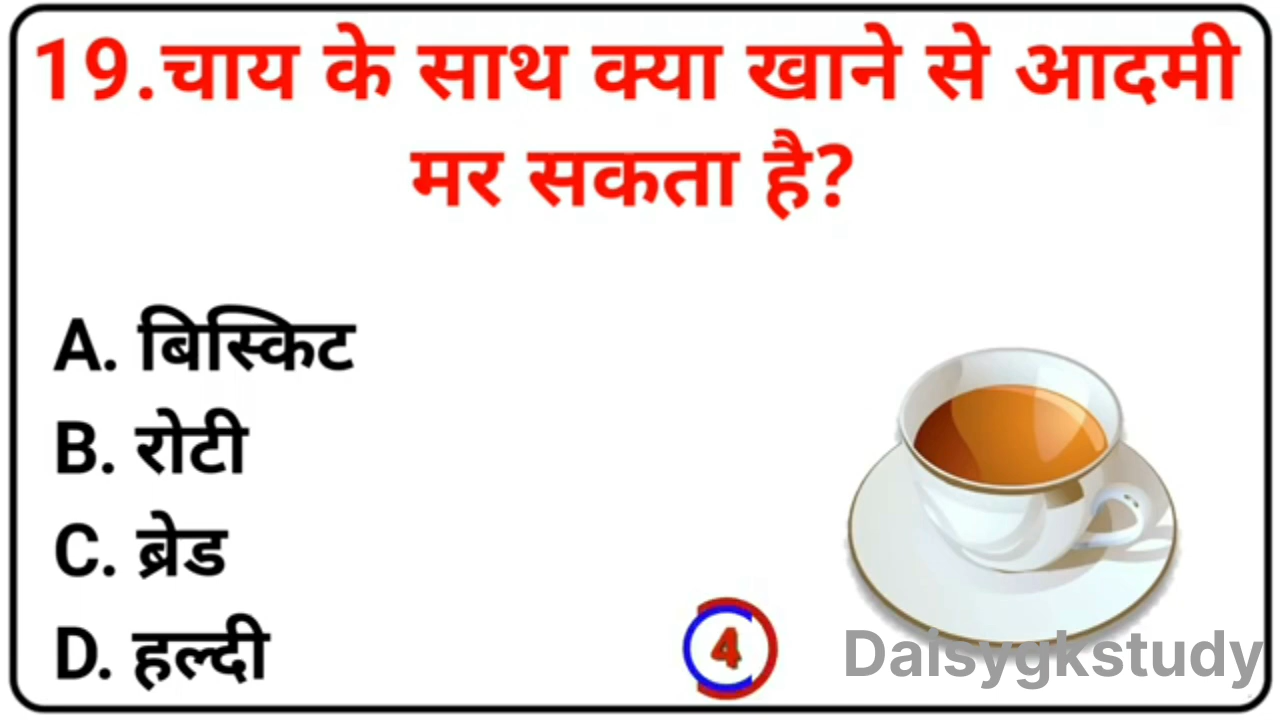 19.चाय के साथ क्या खाने से आदमी
मर सकता है?
A. बिस्किट
B. रोटी
C. ब्रेड
D. हल्दी
4
Daisygkstudy